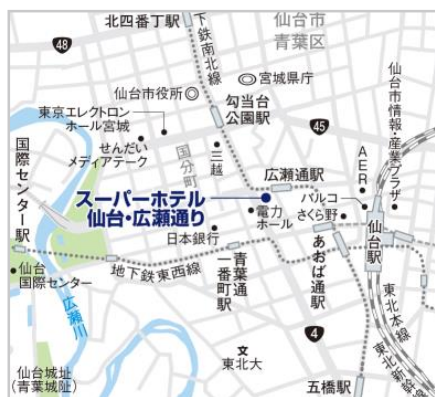 北四番丁駅
地下鉄南北線
仙台市
青葉区
48
宮城県庁
仙台市役所
勾当台
公園駅
東京エレクトロン
ホール宮城
45
仙台市情報・産業プラザ
せんだい
メディアテーク
国分町
三越
国際センター駅
広瀬通駅
AER
スーパーホテル
仙台・広瀬通り
電力
ホール
パルコ
さくら野
仙台駅
日本銀行
青葉通
一番町駅
あおば通駅
仙台
国際センター
地下鉄東西線
広瀬川
4
東北本線
東北新幹線
文
東北大
仙台城址
(青葉城址)
五橋駅